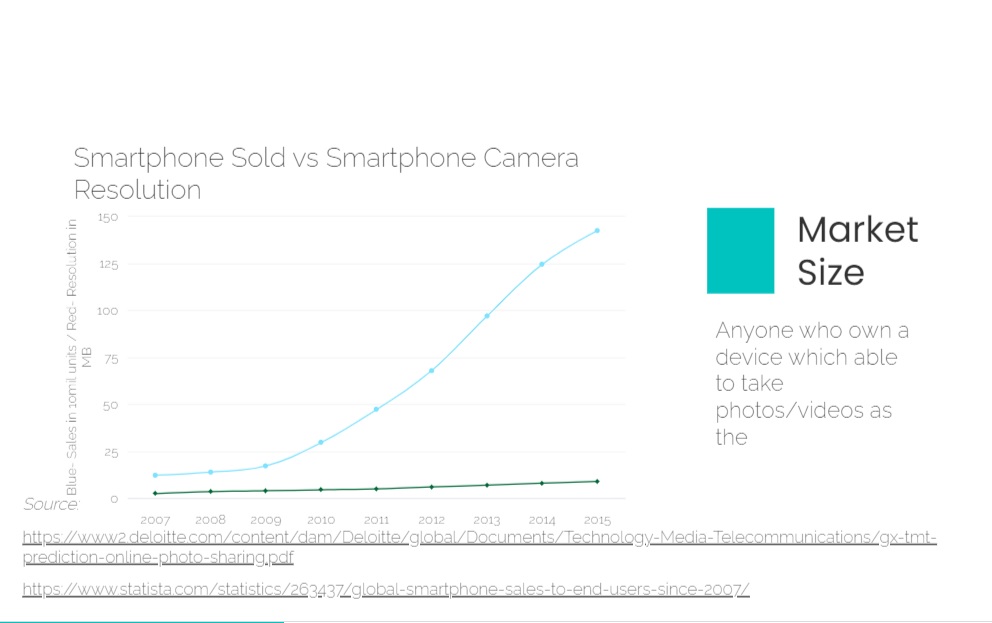 Smartphone Sold vs Smartphone Camera
Resolution
Blue- Sales in 10mil units / Red- Resolution in
MB
150
125
100
75
50
25
0
2007 2008 2009 2010 2011 2012 2013 2014 2015
Market
Size
Anyone who own a
device which able
to take
photos/videos as
the
Source:
https://www2.deloitte.com/content/dam/Deloitte/global/Documents/Technology-Media-Telecommunications/gx-tmt-
prediction-online-photo-sharing.pdf
https://www.statista.com/statistics/263437/global-smartphone-sales-to-end-users-since-2007/